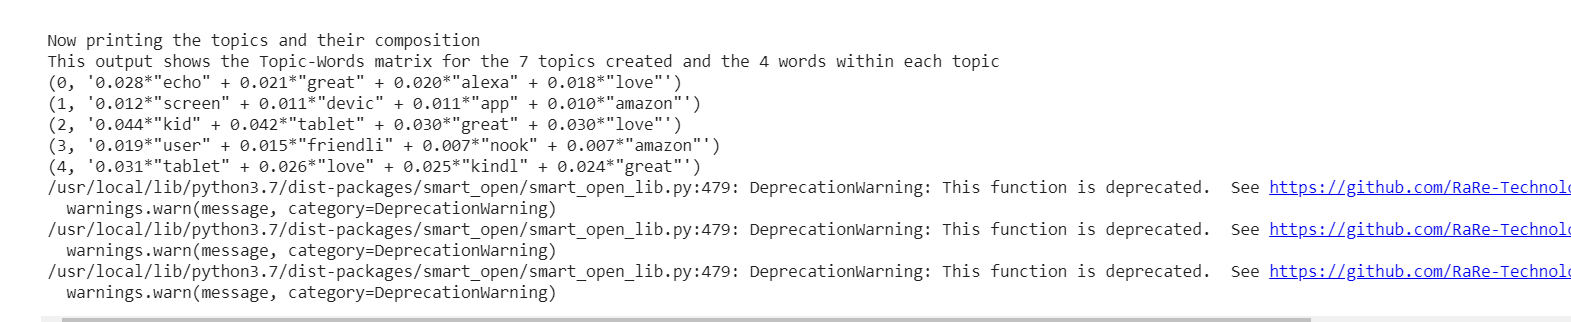 Now printing the topics and their composition
This output shows the Topic-Words matrix for the 7 topics created and the 4 words within each topic
(0, '0.028*"echo" + 0.021*"great" + 0.020*"alexa" + 0.018*"love"')
(1, '0.012*"screen" + 0.011*"devic" + 0.011*"app" + 0.010*"amazon"')
(2, '0.044*"kid" + 0.042*"tablet" + 0.030*"great" + 0.030*"love"')
(3, '0.019*"user" + 0.015*"friendli" + 0.007*"nook" + 0.007*"amazon"')
(4, '0.031*"tablet" + 0.026*"love" + 0.025*"kindl" + 0.024*"great"')
/usr/local/lib/python3.7/dist-packages/smart_open/smart_open_lib.py:479: DeprecationWarning: This function is deprecated.  See https://github.com/RaRe-Technolo
  warnings.warn(message, category=DeprecationWarning)
/usr/local/lib/python3.7/dist-packages/smart_open/smart_open_lib.py:479: DeprecationWarning: This function is deprecated.  See https://github.com/RaRe-Technolo
  warnings.warn(message, category=DeprecationWarning)
/usr/local/lib/python3.7/dist-packages/smart_open/smart_open_lib.py:479: DeprecationWarning: This function is deprecated.  See https://github.com/RaRe-Technolo
  warnings.warn(message, category=DeprecationWarning)